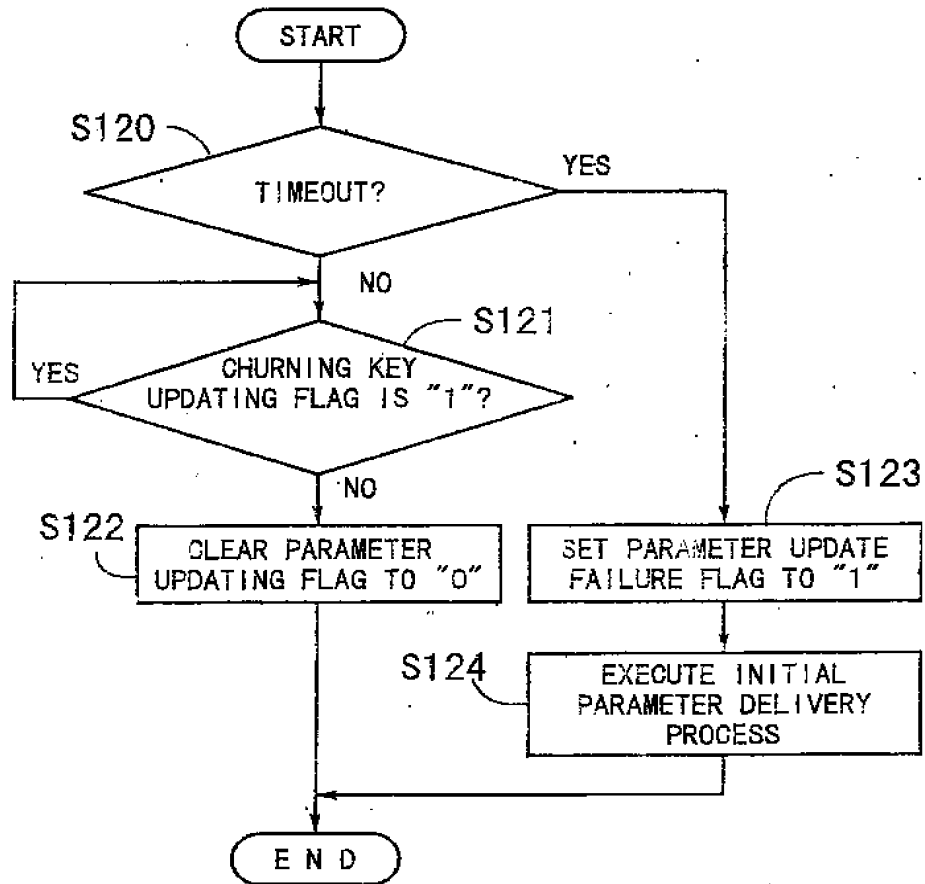 START
S120
TIMEOUT?
YES
NO
S121
CHURNING KEY
UPDATING FLAG IS "1"?
YES
NO
S122
CLEAR PARAMETER
UPDATING FLAG TO "0"
S123
SET PARAMETER UPDATE
FAILURE FLAG TO "1"
S124
EXECUTE INITIAL
PARAMETER DELIVERY
PROCESS
END